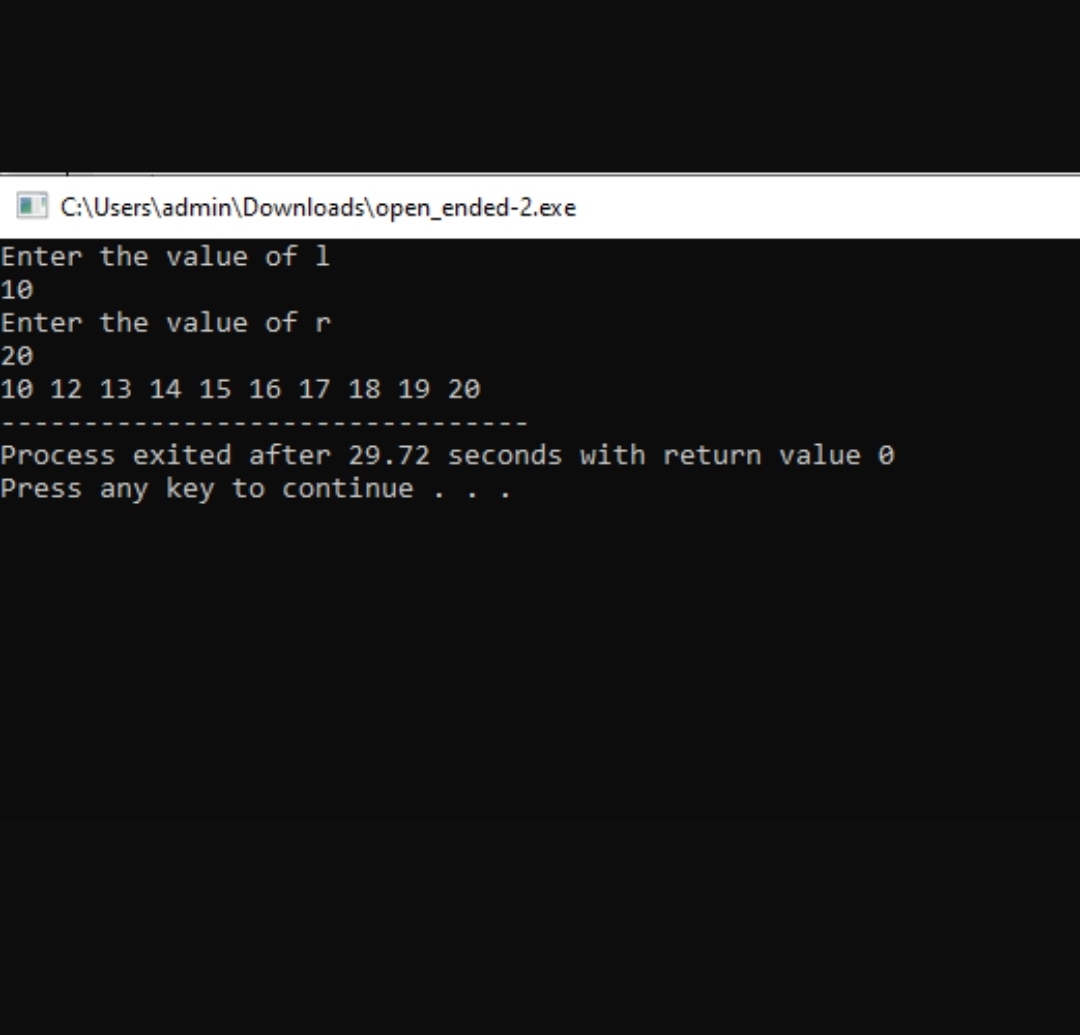 C:\Users\admin\Downloads\open_ended-2.exe
Enter the value of l
10
Enter the value of r
20
10 12 13 14 15 16 17 18 19 20
--------------------------------
Process exited after 29.72 seconds with return value 0
Press any key to continue . . .